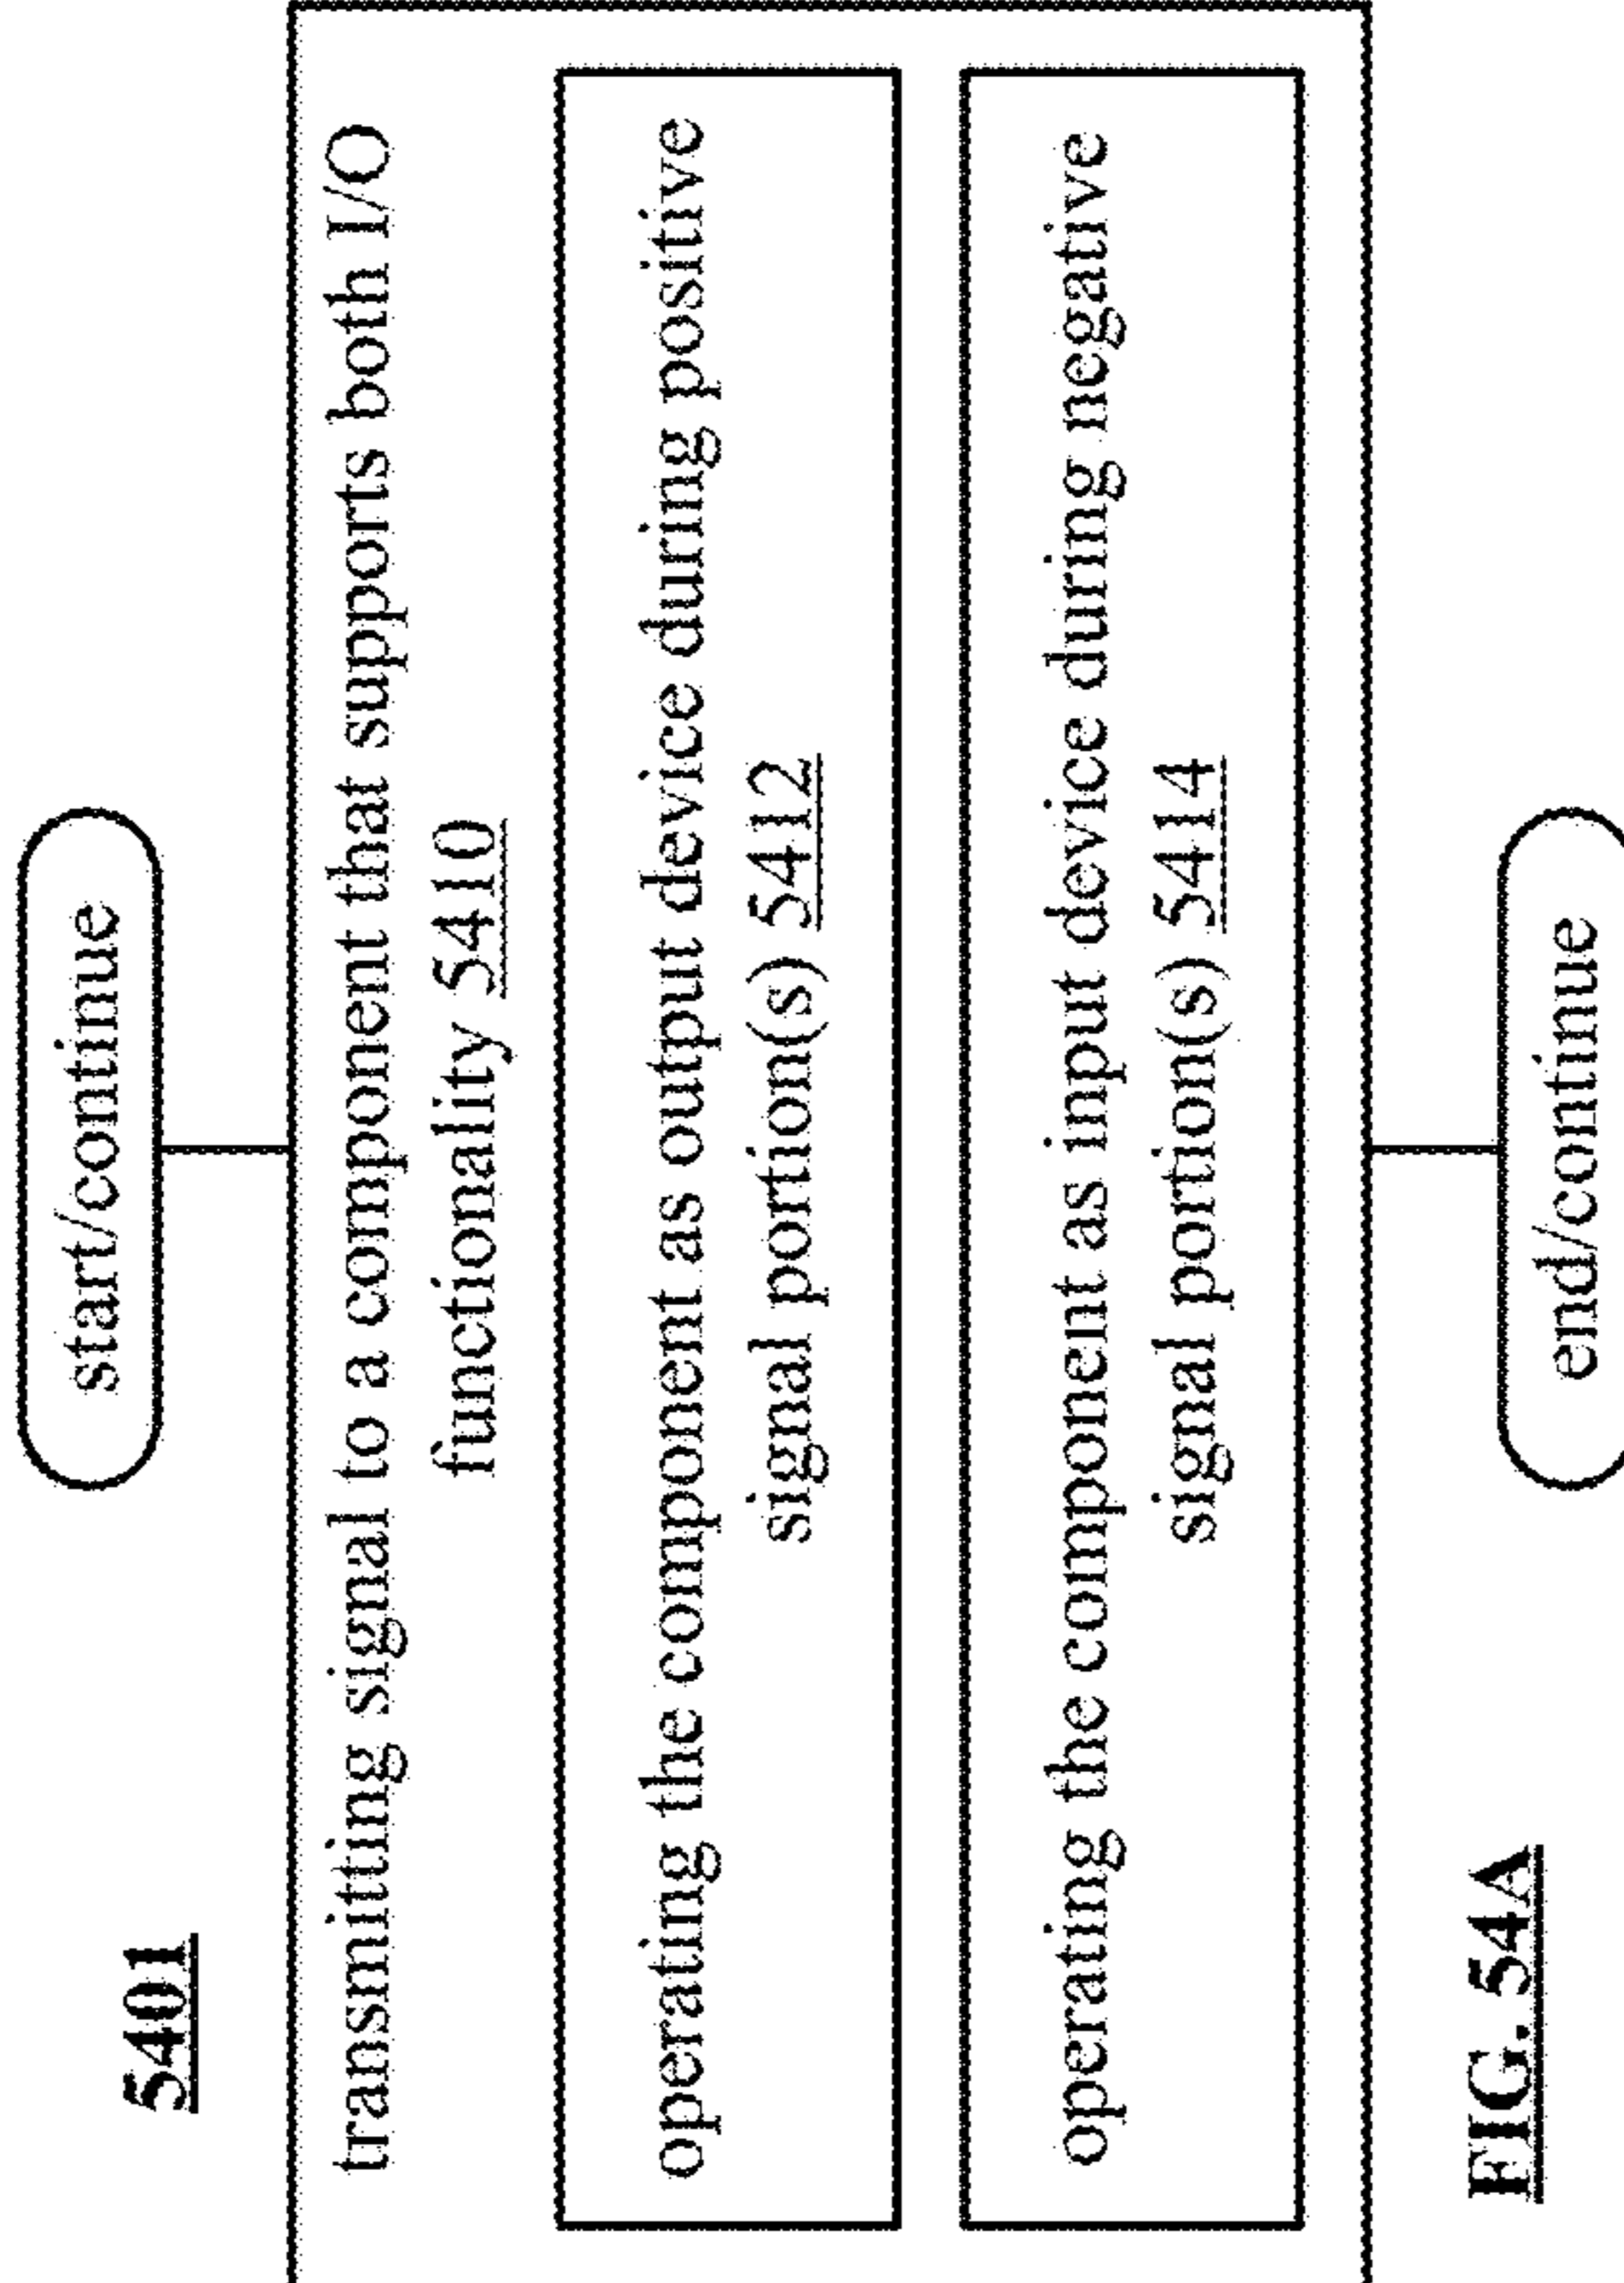 5401
start/continue
transmitting signal to a component that supports both I/O
functionality 5410
operating the component as output device during positive
signal portion(s) 5412
operating the component as input device during negative
signal portion(s) 5414
end/continue
FIG. 54A